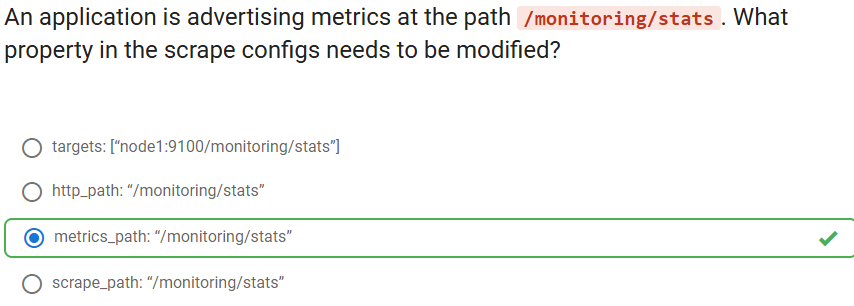 An application is advertising metrics at the path /monitoring/stats . What
property in the scrape configs needs to be modified?
targets: [“node1:9100/monitoring/stats”]
http_path: “/monitoring/stats”
metrics_path: “/monitoring/stats”
scrape_path: “/monitoring/stats”